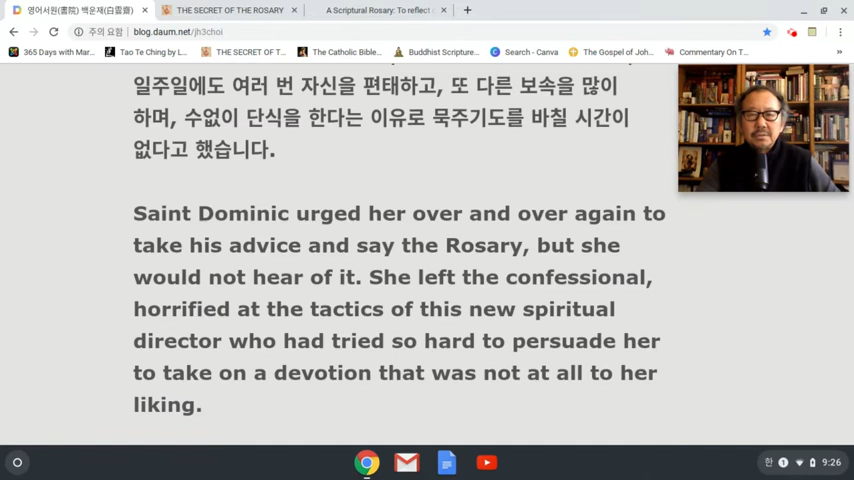 영어서원(書院) 백운재(白雲齋)
THE SECRET OF THE ROSARY
A Scriptural Rosary: To reflect
주의 요함
blog.daum.net/jh3choi
365 Days with Mar...
Tao Te Ching by L...
THE SECRET OF T...
The Catholic Bible...
Buddhist Scripture...
Search - Canva
The Gospel of Joh...
Commentary On T...
일주일에도 여러 번 자신을 편태하고, 또 다른 보속을 많이
하며, 수없이 단식을 한다는 이유로 묵주기도를 바칠 시간이
없다고 했습니다.
Saint Dominic urged her over and over again to
take his advice and say the Rosary, but she
would not hear of it. She left the confessional,
horrified at the tactics of this new spiritual
director who had tried so hard to persuade her
to take on a devotion that was not at all to her
liking.
한
1
9:26